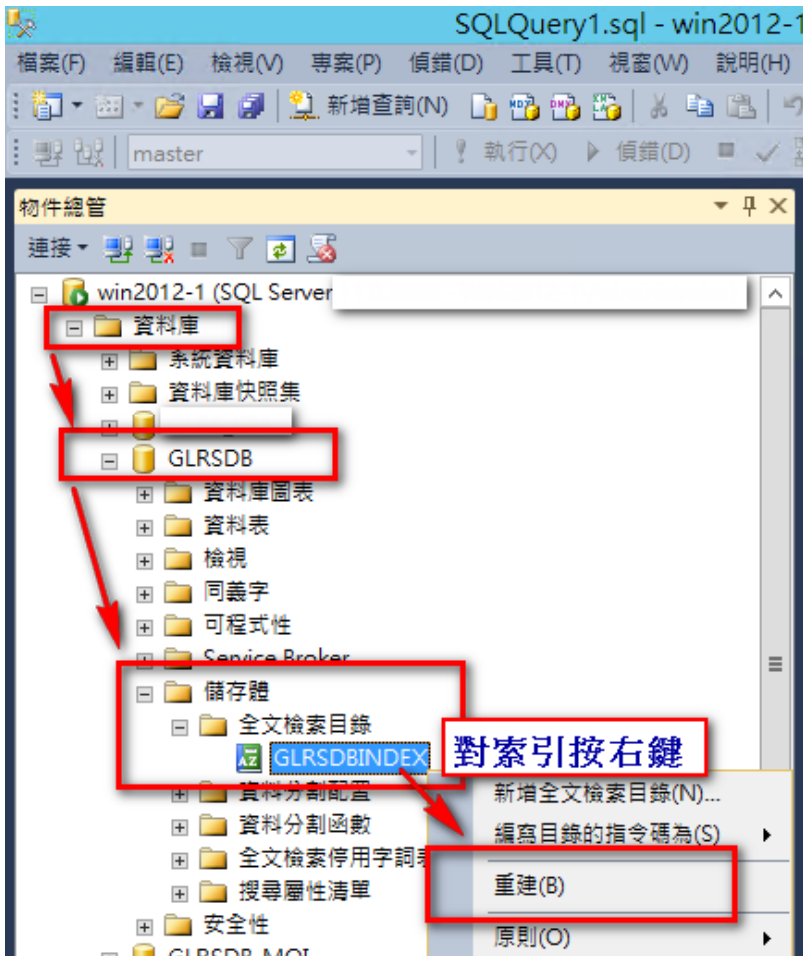 SQLQuery1.sql - win2012-1
檔案(F) 編輯(E) 檢視(V) 專案(P) 偵錯(D) 工具(T) 視窗(W) 說明(H)
新增查詢(N)
master 執行(X) 偵錯(D)
物件總管
連接
win2012-1 (SQL Server
資料庫
系統資料庫
資料庫快照集
GLRSDB
資料庫圖表
資料表
檢視
同義字
可程式性
Service Broker
儲存體
全文檢索目錄
GLRSDBINDEX
對索引按右鍵
資料分割配置
新增全文檢索目錄(N)...
資料分割函數
編寫目錄的指令碼為(S)
全文檢索停用字詞表
搜尋屬性清單
重建(B)
安全性
原則(O)
GLRSDB_MOI